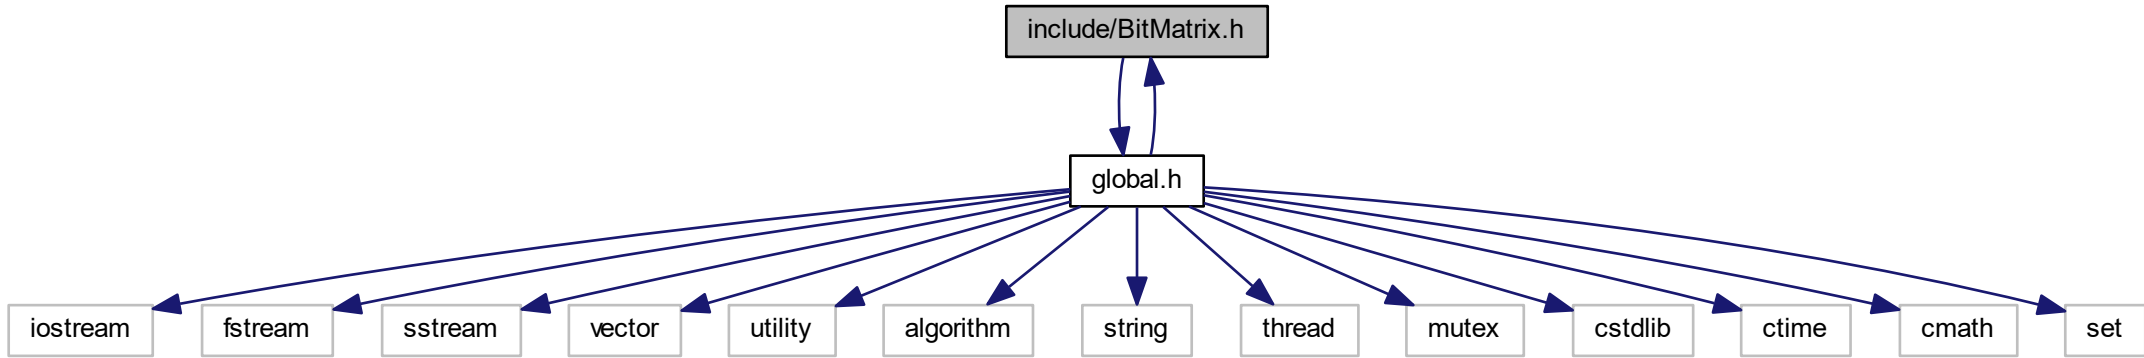 include/BitMatrix.h
global.h
iostream
fstream
sstream
vector
utility
algorithm
string
thread
mutex
cstdlib
ctime
cmath
set